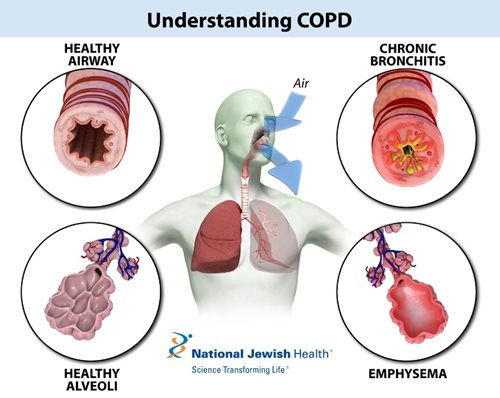 Understanding COPD
HEALTHY
AIRWAY
CHRONIC
BRONCHITIS
Air
National Jewish Health®
Science Transforming Life®
HEALTHY
ALVEOLI
EMPHYSEMA